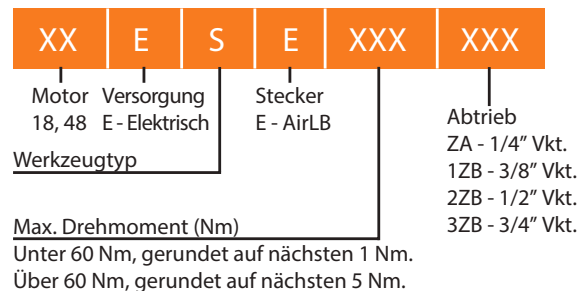 XX E S E XXX XXX
Motor Versorgung Stecker
18, 48 E - Elektrisch E - AirLB
Abtrieb
ZA - 1/4” Vkt.
1ZB - 3/8” Vkt.
2ZB - 1/2” Vkt.
3ZB - 3/4” Vkt.
Werkzeugtyp
Max. Drehmoment (Nm)
Unter 60 Nm, gerundet auf nächsten 1 Nm.
Über 60 Nm, gerundet auf nächsten 5 Nm.